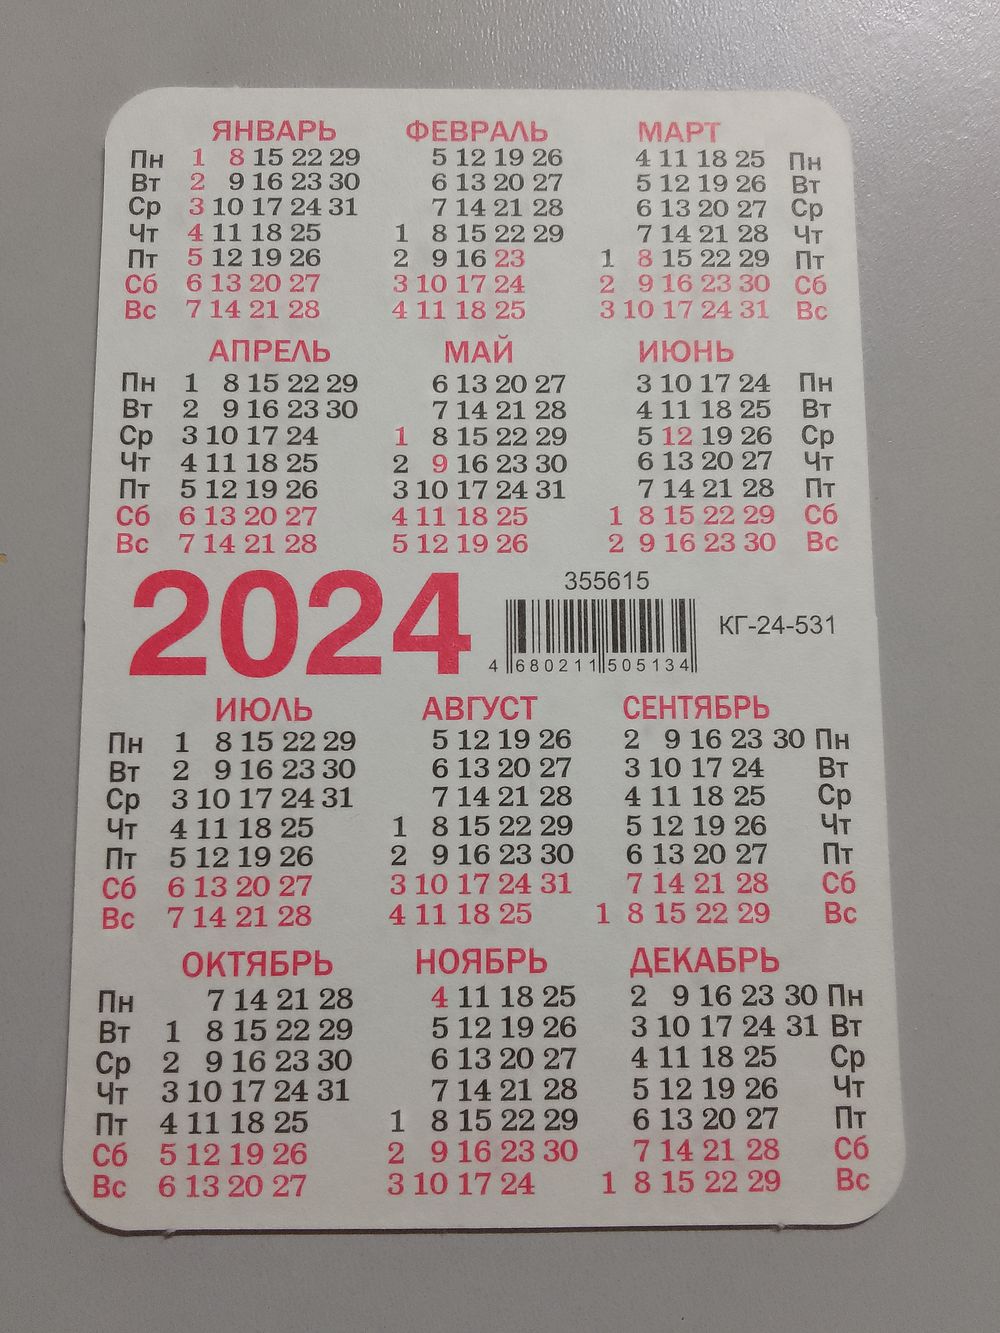 ЯНВАРЬ ФЕВРАЛЬ МАРТ
Пн 1 8 15 22 29 5 12 19 26 4 11 18 25 Пн
Вт 2 9 16 23 30 6 13 20 27 5 12 19 26 Вт
Ср 3 10 17 24 31 7 14 21 28 6 13 20 27 Ср
Чт 4 11 18 25 1 8 15 22 29 7 14 21 28 Чт
Пт 5 12 19 26 2 9 16 23 1 8 15 22 29 Пт
Сб 6 13 20 27 3 10 17 24 2 9 16 23 30 Сб
Вс 7 14 21 28 4 11 18 25 3 10 17 24 31 Вс
АПРЕЛЬ МАЙ ИЮНЬ
Пн 1 8 15 22 29 6 13 20 27 3 10 17 24 Пн
Вт 2 9 16 23 30 7 14 21 28 4 11 18 25 Вт
Ср 3 10 17 24 1 8 15 22 29 5 12 19 26 Ср
Чт 4 11 18 25 2 9 16 23 30 6 13 20 27 Чт
Пт 5 12 19 26 3 10 17 24 31 7 14 21 28 Пт
Сб 6 13 20 27 4 11 18 25 1 8 15 22 29 Сб
Вс 7 14 21 28 5 12 19 26 2 9 16 23 30 Вс
2024
355615
4 680211 505134
КГ-24-531
ИЮЛЬ АВГУСТ СЕНТЯБРЬ
Пн 1 8 15 22 29 5 12 19 26 2 9 16 23 30 Пн
Вт 2 9 16 23 30 6 13 20 27 3 10 17 24 Вт
Ср 3 10 17 24 31 7 14 21 28 4 11 18 25 Ср
Чт 4 11 18 25 1 8 15 22 29 5 12 19 26 Чт
Пт 5 12 19 26 2 9 16 23 30 6 13 20 27 Пт
Сб 6 13 20 27 3 10 17 24 31 7 14 21 28 Сб
Вс 7 14 21 28 4 11 18 25 1 8 15 22 29 Вс
ОКТЯБРЬ НОЯБРЬ ДЕКАБРЬ
Пн 7 14 21 28 4 11 18 25 2 9 16 23 30 Пн
Вт 1 8 15 22 29 5 12 19 26 3 10 17 24 31 Вт
Ср 2 9 16 23 30 6 13 20 27 4 11 18 25 Ср
Чт 3 10 17 24 31 7 14 21 28 5 12 19 26 Чт
Пт 4 11 18 25 1 8 15 22 29 6 13 20 27 Пт
Сб 5 12 19 26 2 9 16 23 30 7 14 21 28 Сб
Вс 6 13 20 27 3 10 17 24 1 8 15 22 29 Вс